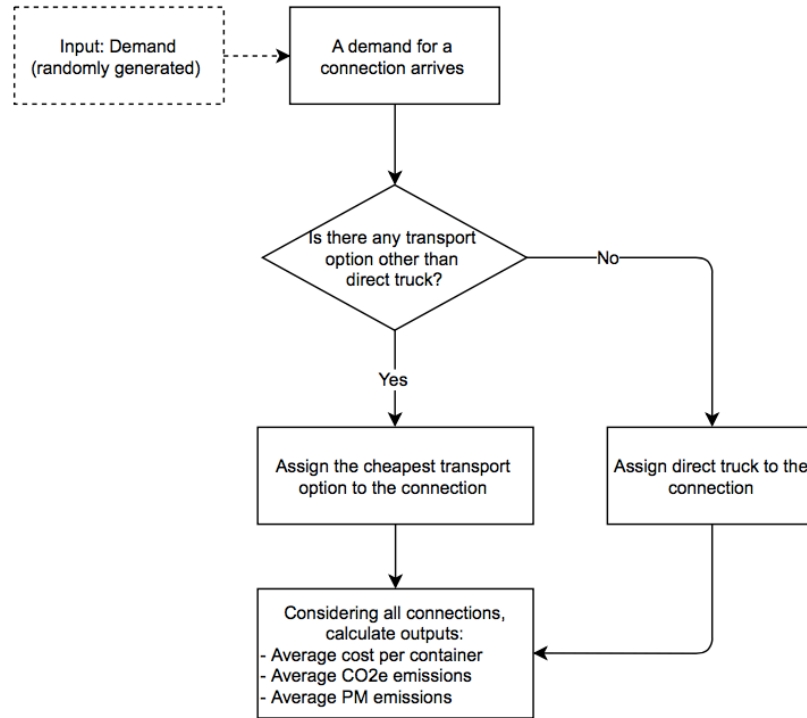 Input: Demand
(randomly generated)
A demand for a
connection arrives
Is there any transport
option other than
direct truck?
No
Yes
Assign the cheapest transport
option to the connection
Assign direct truck to the
connection
Considering all connections,
calculate outputs:
- Average cost per container
- Average CO2e emissions
- Average PM emissions